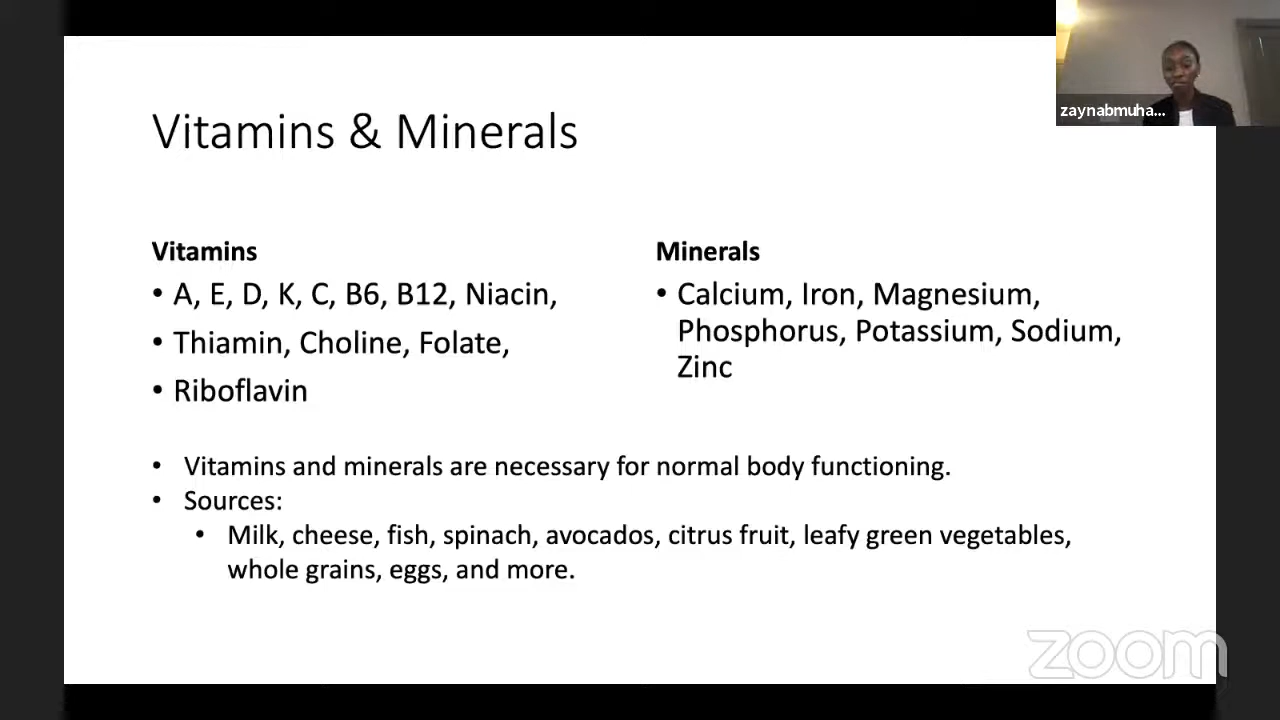 zaynabmuha...
Vitamins & Minerals
Vitamins
• A, E, D, K, C, B6, B12, Niacin,
• Thiamin, Choline, Folate,
• Riboflavin
Minerals
• Calcium, Iron, Magnesium,
Phosphorus, Potassium, Sodium,
Zinc
• Vitamins and minerals are necessary for normal body functioning.
• Sources:
• Milk, cheese, fish, spinach, avocados, citrus fruit, leafy green vegetables,
whole grains, eggs, and more.
zoom